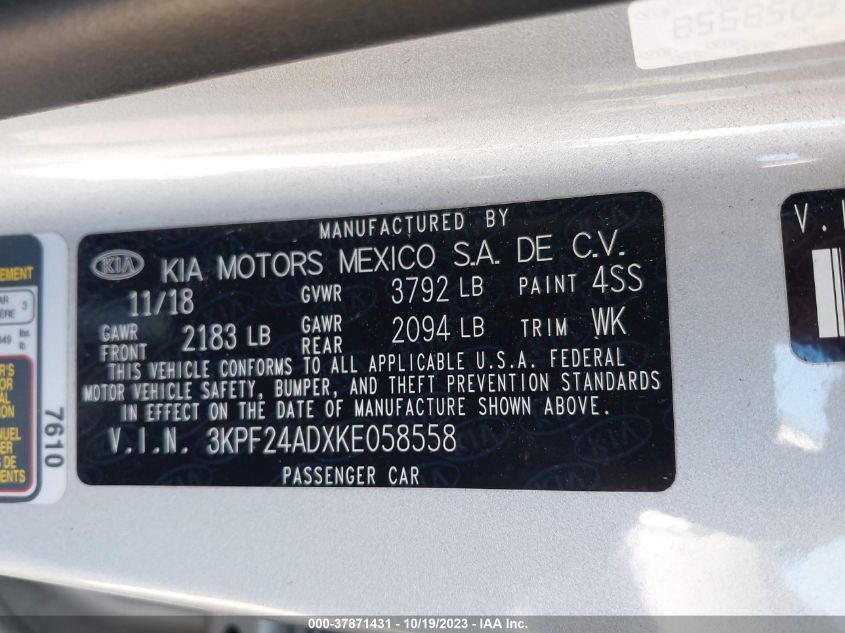 KIA
E058558
MANUFACTURED BY
KIA KIA MOTORS MEXICO S.A. DE C.V.
11/18 GVWR 3792 LB PAINT 4SS
GAWR FRONT 2183 LB GAWR REAR 2094 LB TRIM WK
THIS VEHICLE CONFORMS TO ALL APPLICABLE U.S.A. FEDERAL
MOTOR VEHICLE SAFETY, BUMPER, AND THEFT PREVENTION STANDARDS
IN EFFECT ON THE DATE OF MANUFACTURE SHOWN ABOVE.
V.I.N. 3KPF24ADXKE058558
PASSENGER CAR
7610
V.
000-37871431 - 10/19/2023 - IAA Inc.